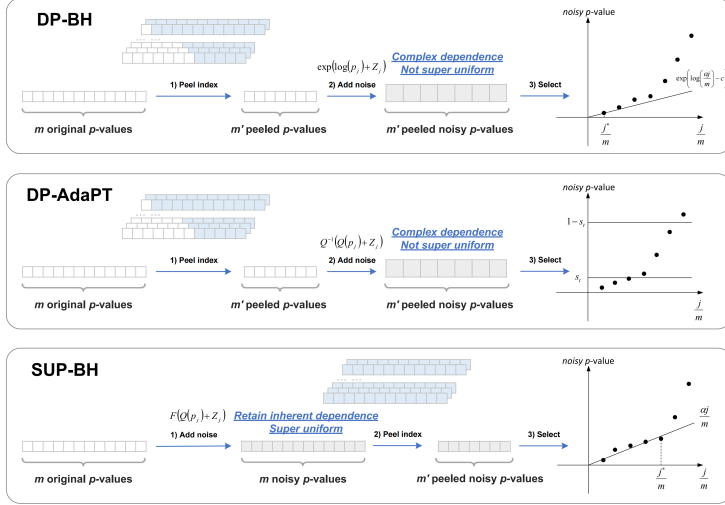 DP-BH
1) Peel index
exp(log(p_j)+Z_j)
2) Add noise
Complex dependence
Not super uniform
3) Select
m original p-values
m' peeled p-values
m' peeled noisy p-values
noisy p-value
exp(log(αj/m)−c
j*/m
j/m
DP-AdaPT
1) Peel index
Q⁻¹(Q(p_j)+Z_j)
2) Add noise
Complex dependence
Not super uniform
3) Select
m original p-values
m' peeled p-values
m' peeled noisy p-values
noisy p-value
1−s_t
s_t
j/m
SUP-BH
F(Q(p_j)+Z_j)
1) Add noise
Retain inherent dependence
Super uniform
2) Peel index
3) Select
m original p-values
m noisy p-values
m' peeled noisy p-values
noisy p-value
αj/m
j*/m
j/m